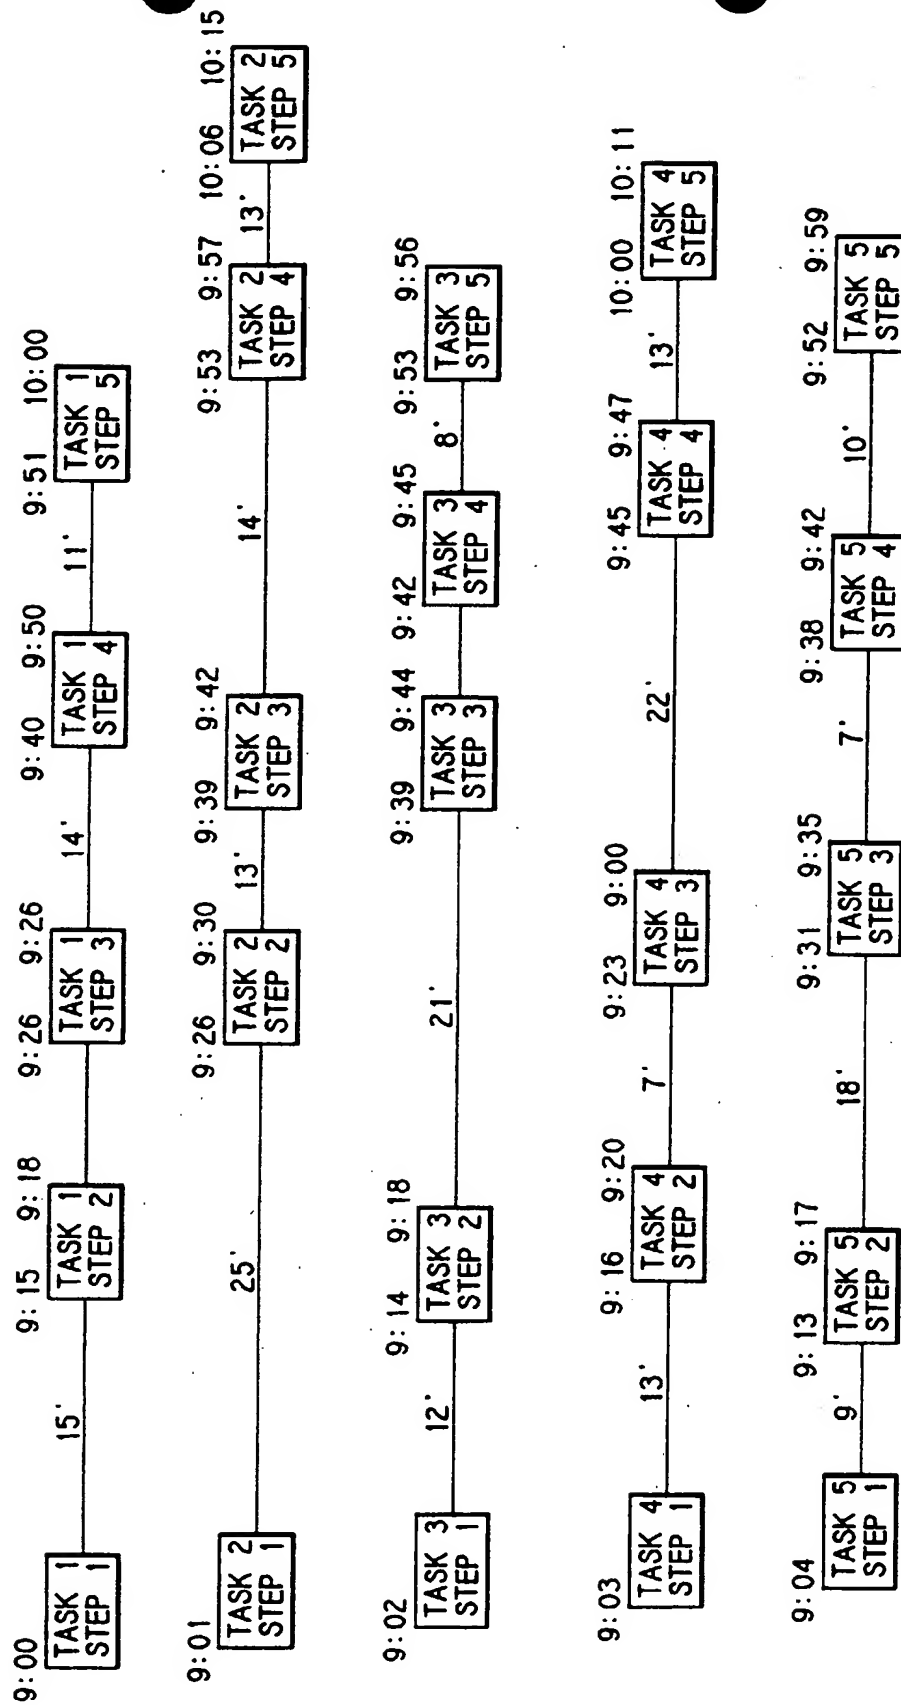 9:00
TASK 1
STEP 1
15'
9:15 9:18
TASK 1
STEP 2
9:26 9:26
TASK 1
STEP 3
14'
9:40 9:50
TASK 1
STEP 4
11'
9:51 10:00
TASK 1
STEP 5
9:01
TASK 2
STEP 1
25'
9:26 9:30
TASK 2
STEP 2
13'
9:39 9:42
TASK 2
STEP 3
14'
9:53 9:57
TASK 2
STEP 4
13'
10:06 10:15
TASK 2
STEP 5
9:02
TASK 3
STEP 1
12'
9:14 9:18
TASK 3
STEP 2
21'
9:39 9:44
TASK 3
STEP 3
9:42 9:45
TASK 3
STEP 4
8'
9:53 9:56
TASK 3
STEP 5
9:03
TASK 4
STEP 1
13'
9:16 9:20
TASK 4
STEP 2
7'
9:23 9:00
TASK 4
STEP 3
22'
9:45 9:47
TASK 4
STEP 4
13'
10:00 10:11
TASK 4
STEP 5
9:04
TASK 5
STEP 1
9'
9:13 9:17
TASK 5
STEP 2
18'
9:31 9:35
TASK 5
STEP 3
7'
9:38 9:42
TASK 5
STEP 4
10'
9:52 9:59
TASK 5
STEP 5